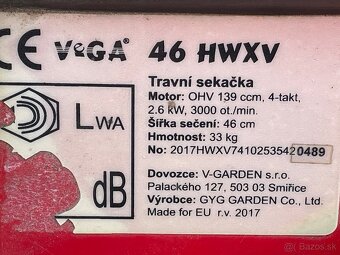 CE VeGA® 46 HWXV
Travní sekačka
Motor: OHV 139 ccm, 4-takt,
2.6 kW, 3000 ot./min.
Šířka sečení: 46 cm
Hmotnost: 33 kg
No: 2017HWXV74102535420489
LWA
dB
Dovozce: V-GARDEN s.r.o.
Palackého 127, 503 03 Smiřice
Výrobce: GYG GARDEN Co., Ltd
Made for EU r.v. 2017
bazos.sk